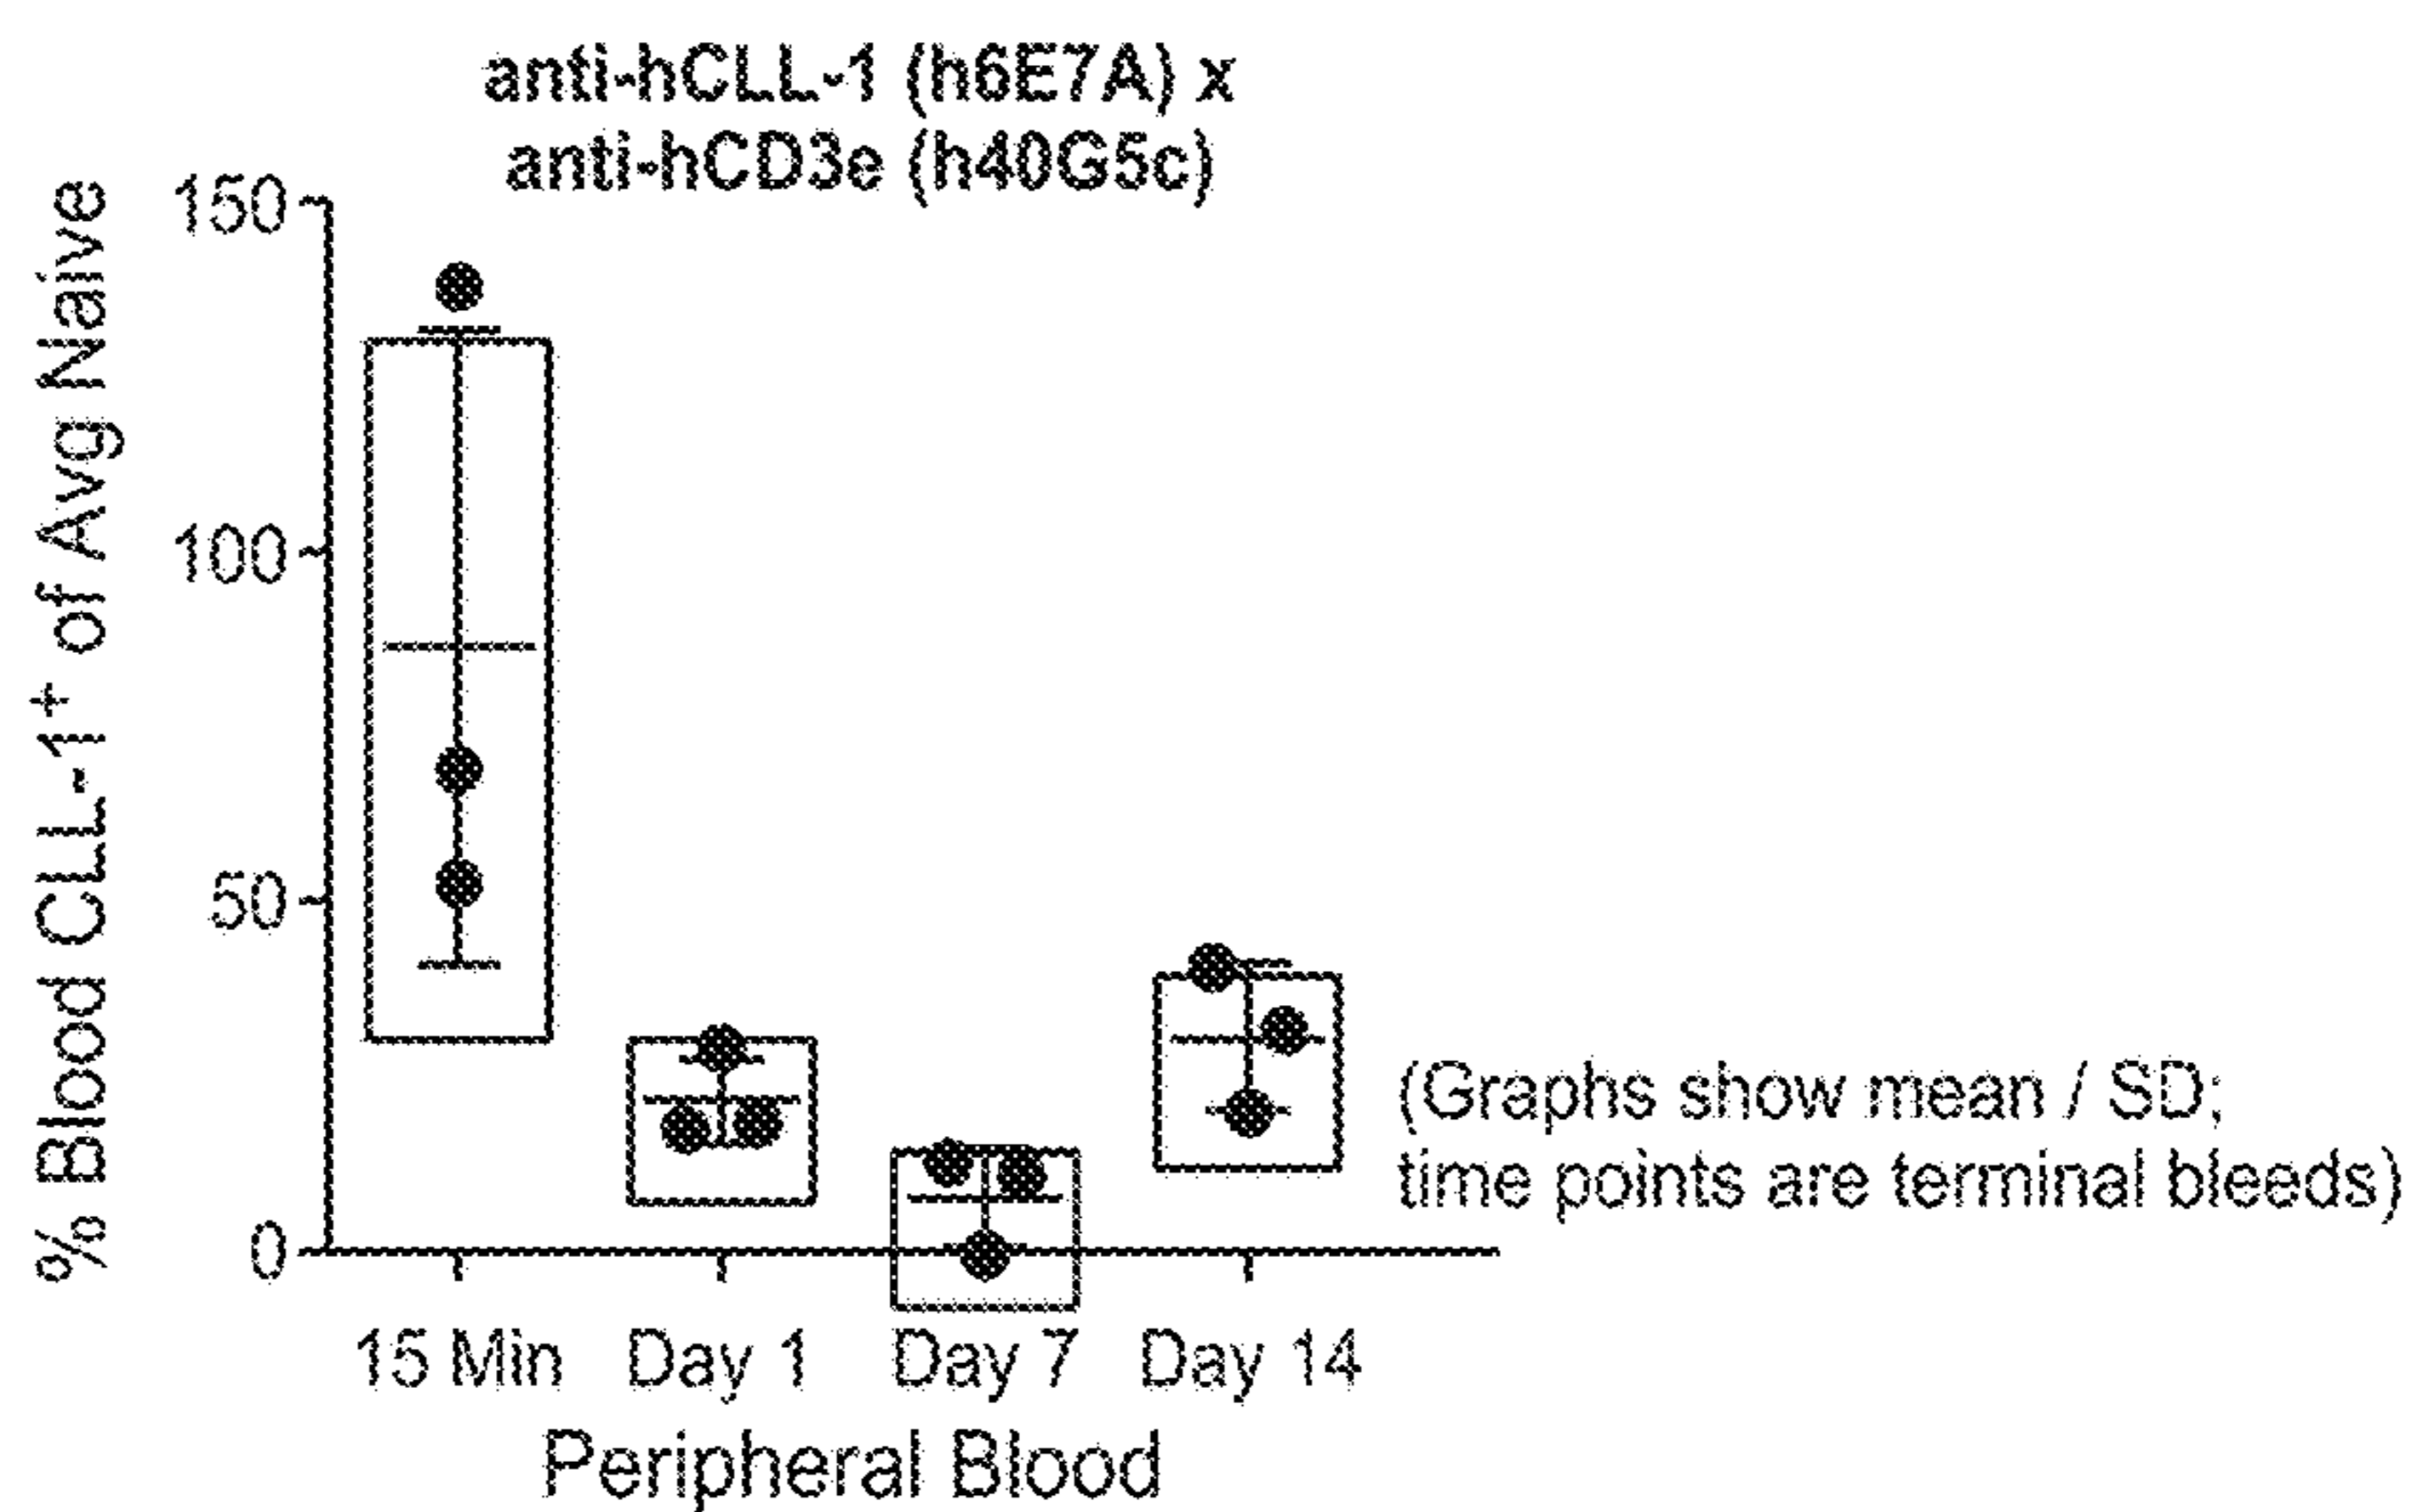 anti-hCLL-1 (h6E7A) x
anti-hCD3e (h40G5c)
% Blood CLL-1⁺ of Avg Naive
150
100
50
0
15 Min Day 1 Day 7 Day 14
Peripheral Blood
(Graphs show mean / SD;
time points are terminal bleeds)